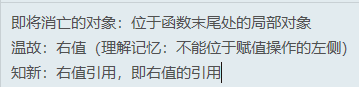 即将消亡的对象：位于函数末尾处的局部对象
温故：右值（理解记忆：不能位于赋值操作的左侧）
知新：右值引用，即右值的引用